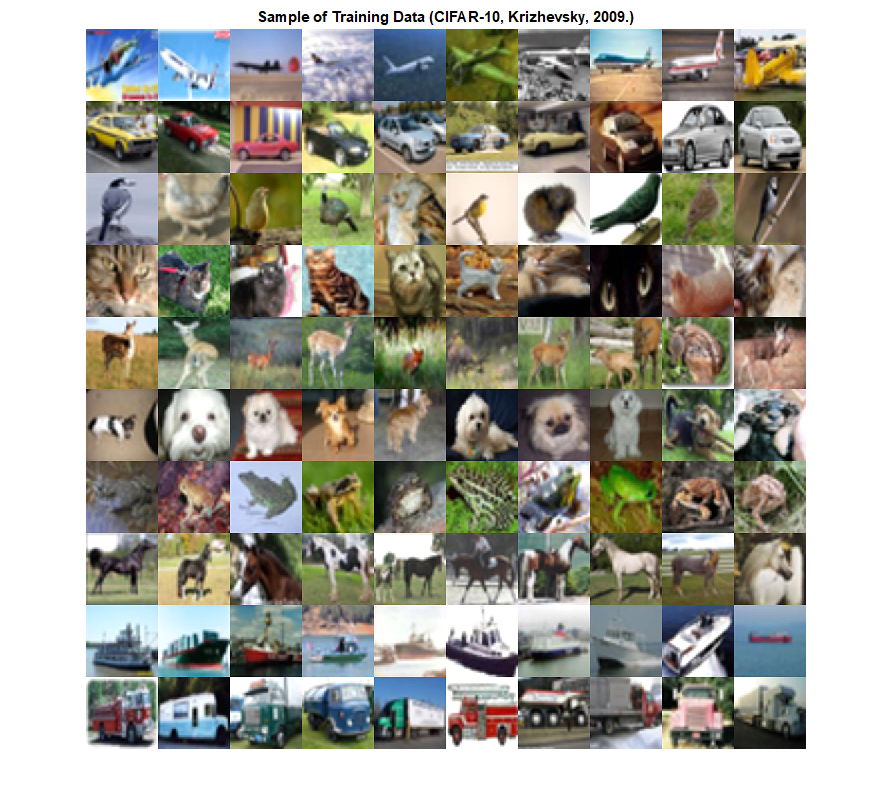 Sample of Training Data (CIFAR-10, Krizhevsky, 2009.)